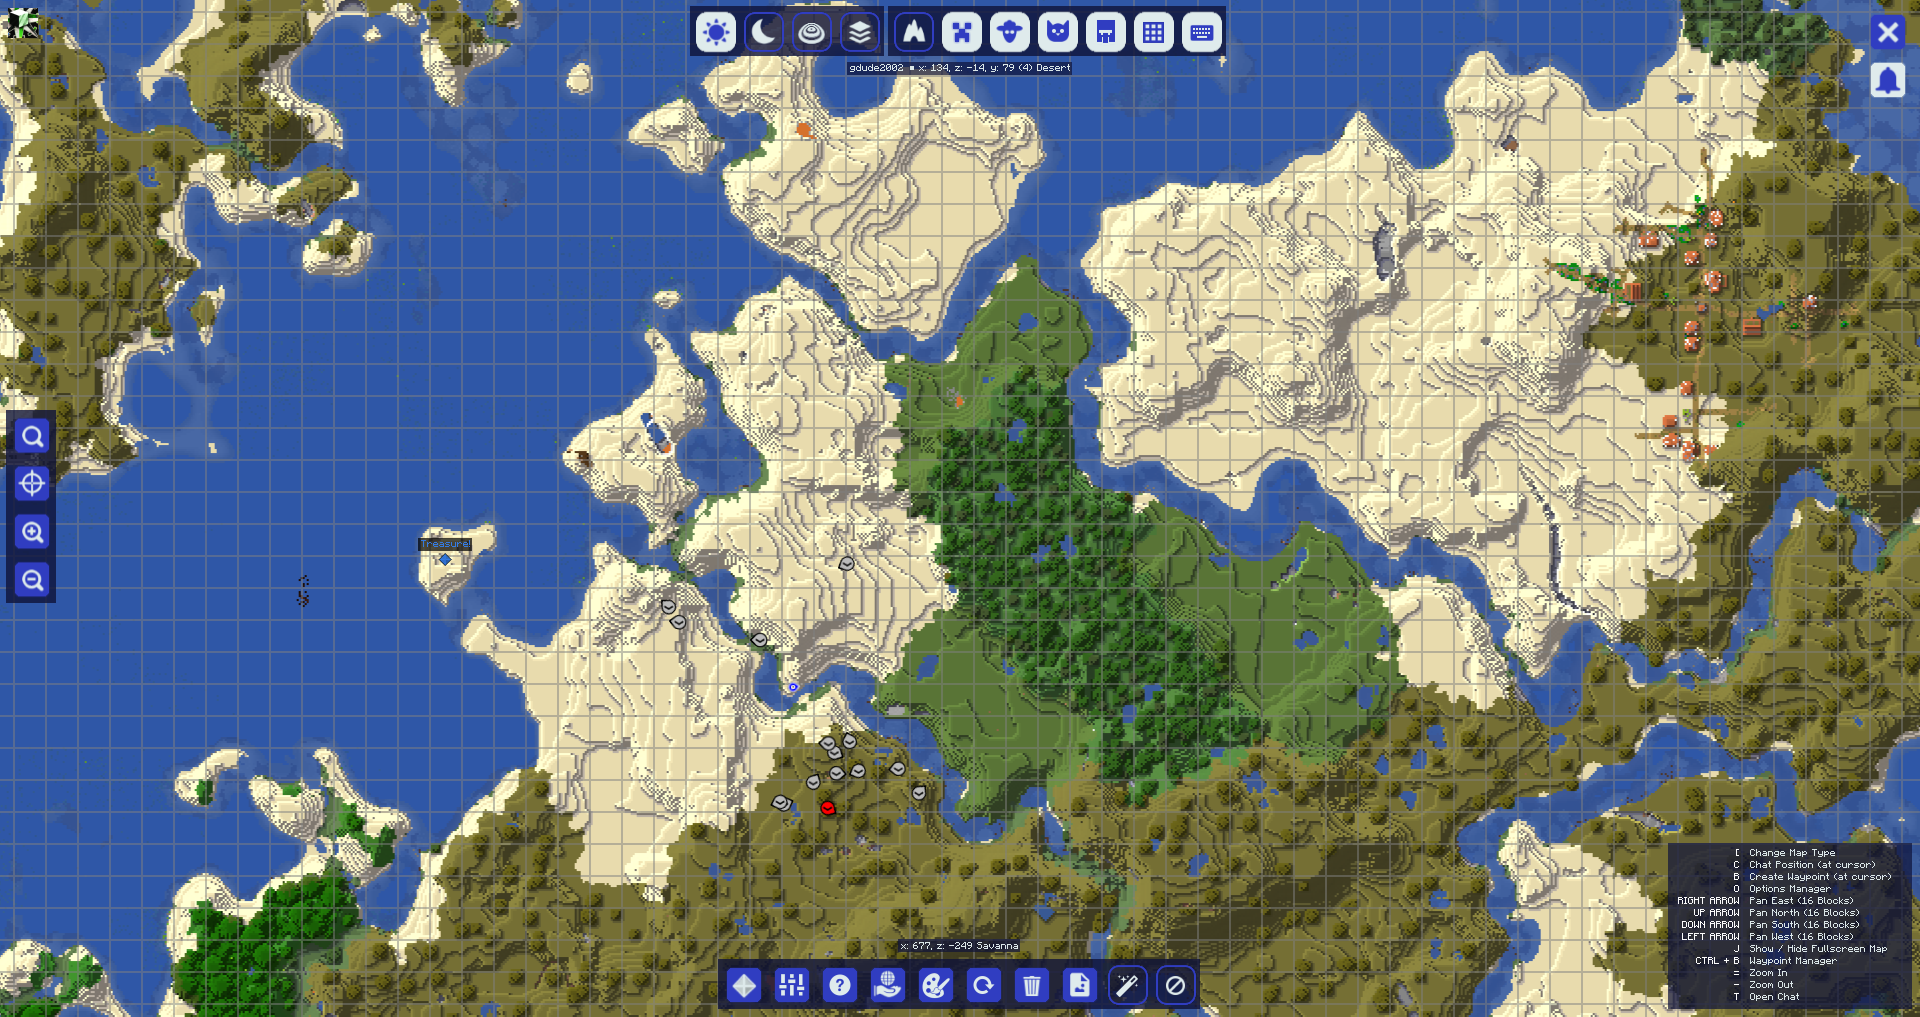 gdude2002 ▪ x: 134, z: -14, y: 79 (4) Desert
Treasure!
x: 677, z: -249 Savanna
[ Change Map Type
C Chat Position (at cursor)
B Create Waypoint (at cursor)
O Options Manager
RIGHT ARROW Pan East (16 Blocks)
UP ARROW Pan North (16 Blocks)
DOWN ARROW Pan South (16 Blocks)
LEFT ARROW Pan West (16 Blocks)
J Show / Hide Fullscreen Map
CTRL + B Waypoint Manager
= Zoom In
- Zoom Out
T Open Chat